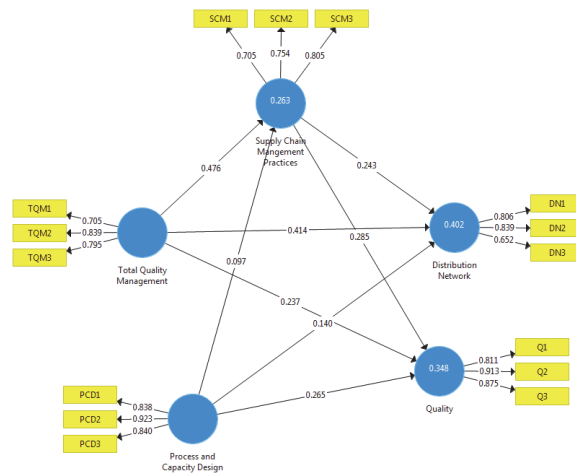 SCM1
SCM2
SCM3
0.705
0.754
0.805
0.263
Supply Chain
Mengement
Practices
0.476
0.243
TQM1
TQM2
TQM3
0.705
0.839
0.795
Total Quality
Management
0.414
0.285
0.402
Distribution
Network
0.806
0.839
0.652
DN1
DN2
DN3
0.097
0.237
0.140
0.265
0.348
Quality
0.811
0.913
0.875
Q1
Q2
Q3
PCD1
PCD2
PCD3
0.838
0.923
0.840
Process and
Capacity Design